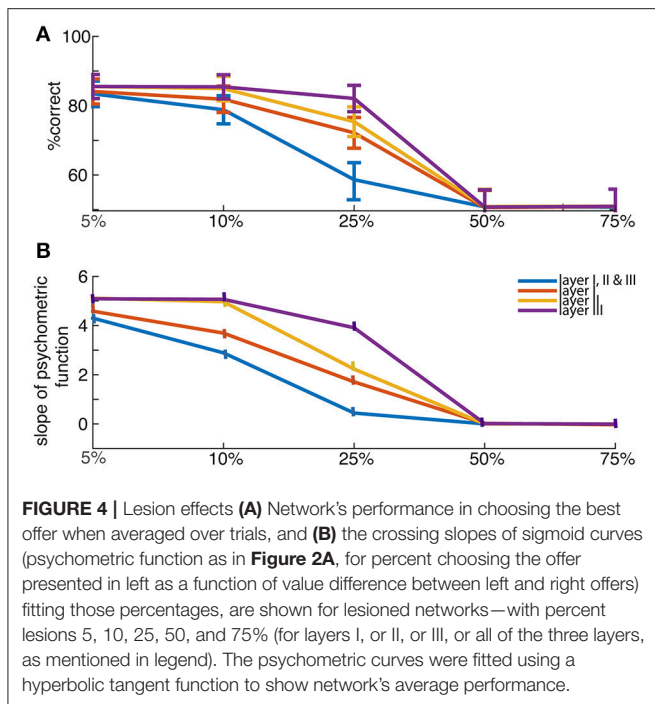 A
100
80
60
%correct
5%
10%
25%
50%
75%
B
6
4
2
0
slope of psychometric
function
layer I, II & III
layer I
layer II
layer III
5%
10%
25%
50%
75%
FIGURE 4 | Lesion effects (A) Network's performance in choosing the best
offer when averaged over trials, and (B) the crossing slopes of sigmoid curves
(psychometric function as in Figure 2A, for percent choosing the offer
presented in left as a function of value difference between left and right offers)
fitting those percentages, are shown for lesioned networks—with percent
lesions 5, 10, 25, 50, and 75% (for layers I, or II, or III, or all of the three layers,
as mentioned in legend). The psychometric curves were fitted using a
hyperbolic tangent function to show network's average performance.